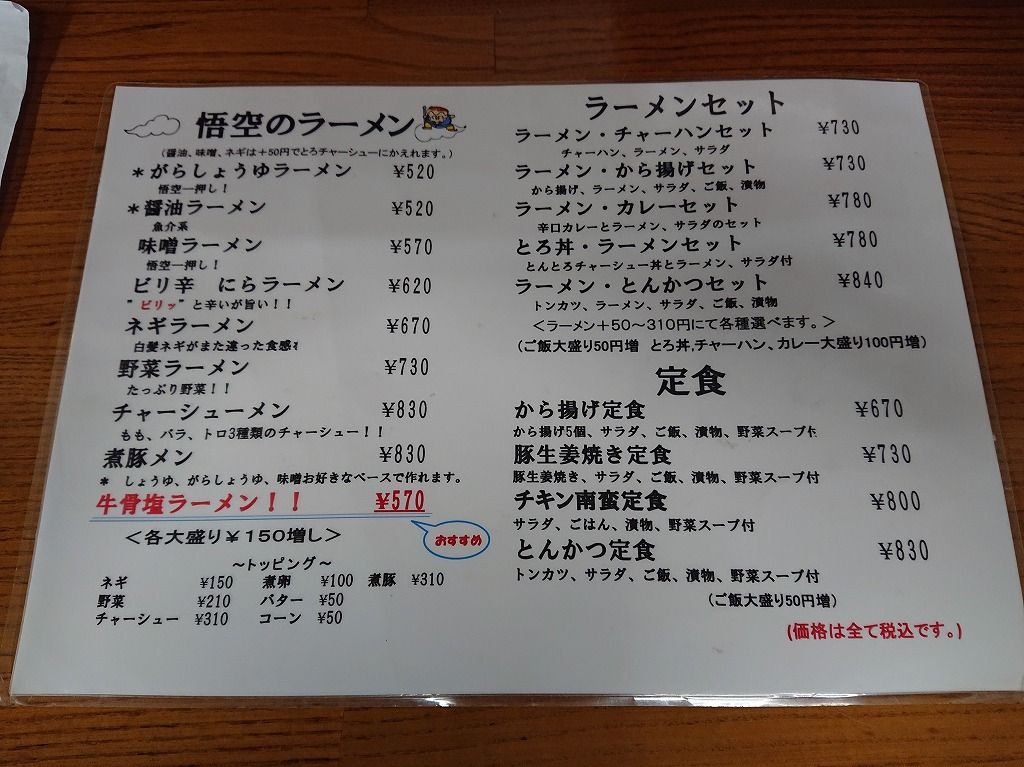 悟空のラーメン
(醤油、味噌、ネギは+50円でとろチャーシューにかえれます。)
*がらしょうゆラーメン ¥520
悟空一押し!
*醤油ラーメン ¥520
魚介系
味噌ラーメン ¥570
悟空一押し!
ビリ辛 にらラーメン ¥620
"ビリッ"と辛いが旨い!!
ネギラーメン ¥670
白髪ネギがまた違った食感を
野菜ラーメン ¥730
たっぷり野菜!!
チャーシューメン ¥830
もも、バラ、トロ3種類のチャーシュー!!
煮豚メン ¥830
* しょうゆ、がらしょうゆ、味噌お好きなベースで作れます。
牛骨塩ラーメン!! ¥570
おすすめ
<各大盛り¥150増し>
~トッピング~
ネギ ¥150 煮卵 ¥100 煮豚 ¥310
野菜 ¥210 バター ¥50
チャーシュー ¥310 コーン ¥50
ラーメンセット
ラーメン・チャーハンセット ¥730
チャーハン、ラーメン、サラダ
ラーメン・から揚げセット ¥730
から揚げ、ラーメン、サラダ、ご飯、漬物
ラーメン・カレーセット ¥780
辛口カレーとラーメン、サラダのセット
とろ丼・ラーメンセット ¥780
とんとろチャーシュー丼とラーメン、サラダ付
ラーメン・とんかつセット ¥840
トンカツ、ラーメン、サラダ、ご飯、漬物
<ラーメン+50~310円にて各種選べます。>
(ご飯大盛り50円増 とろ丼,チャーハン、カレー大盛り100円増)
定食
から揚げ定食 ¥670
から揚げ5個、サラダ、ご飯、漬物、野菜スープ付
豚生姜焼き定食 ¥730
豚生姜焼き、サラダ、ご飯、漬物、野菜スープ付
チキン南蛮定食 ¥800
サラダ、ごはん、漬物、野菜スープ付
とんかつ定食 ¥830
トンカツ、サラダ、ご飯、漬物、野菜スープ付
(ご飯大盛り50円増)
(価格は全て税込です。)